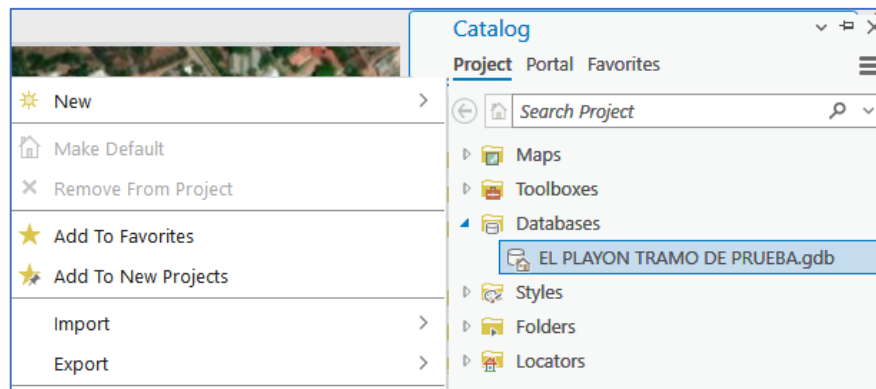 New
Make Default
Remove From Project
Add To Favorites
Add To New Projects
Import
Export
Catalog
Project Portal Favorites
Search Project
Maps
Toolboxes
Databases
EL PLAYON TRAMO DE PRUEBA.gdb
Styles
Folders
Locators